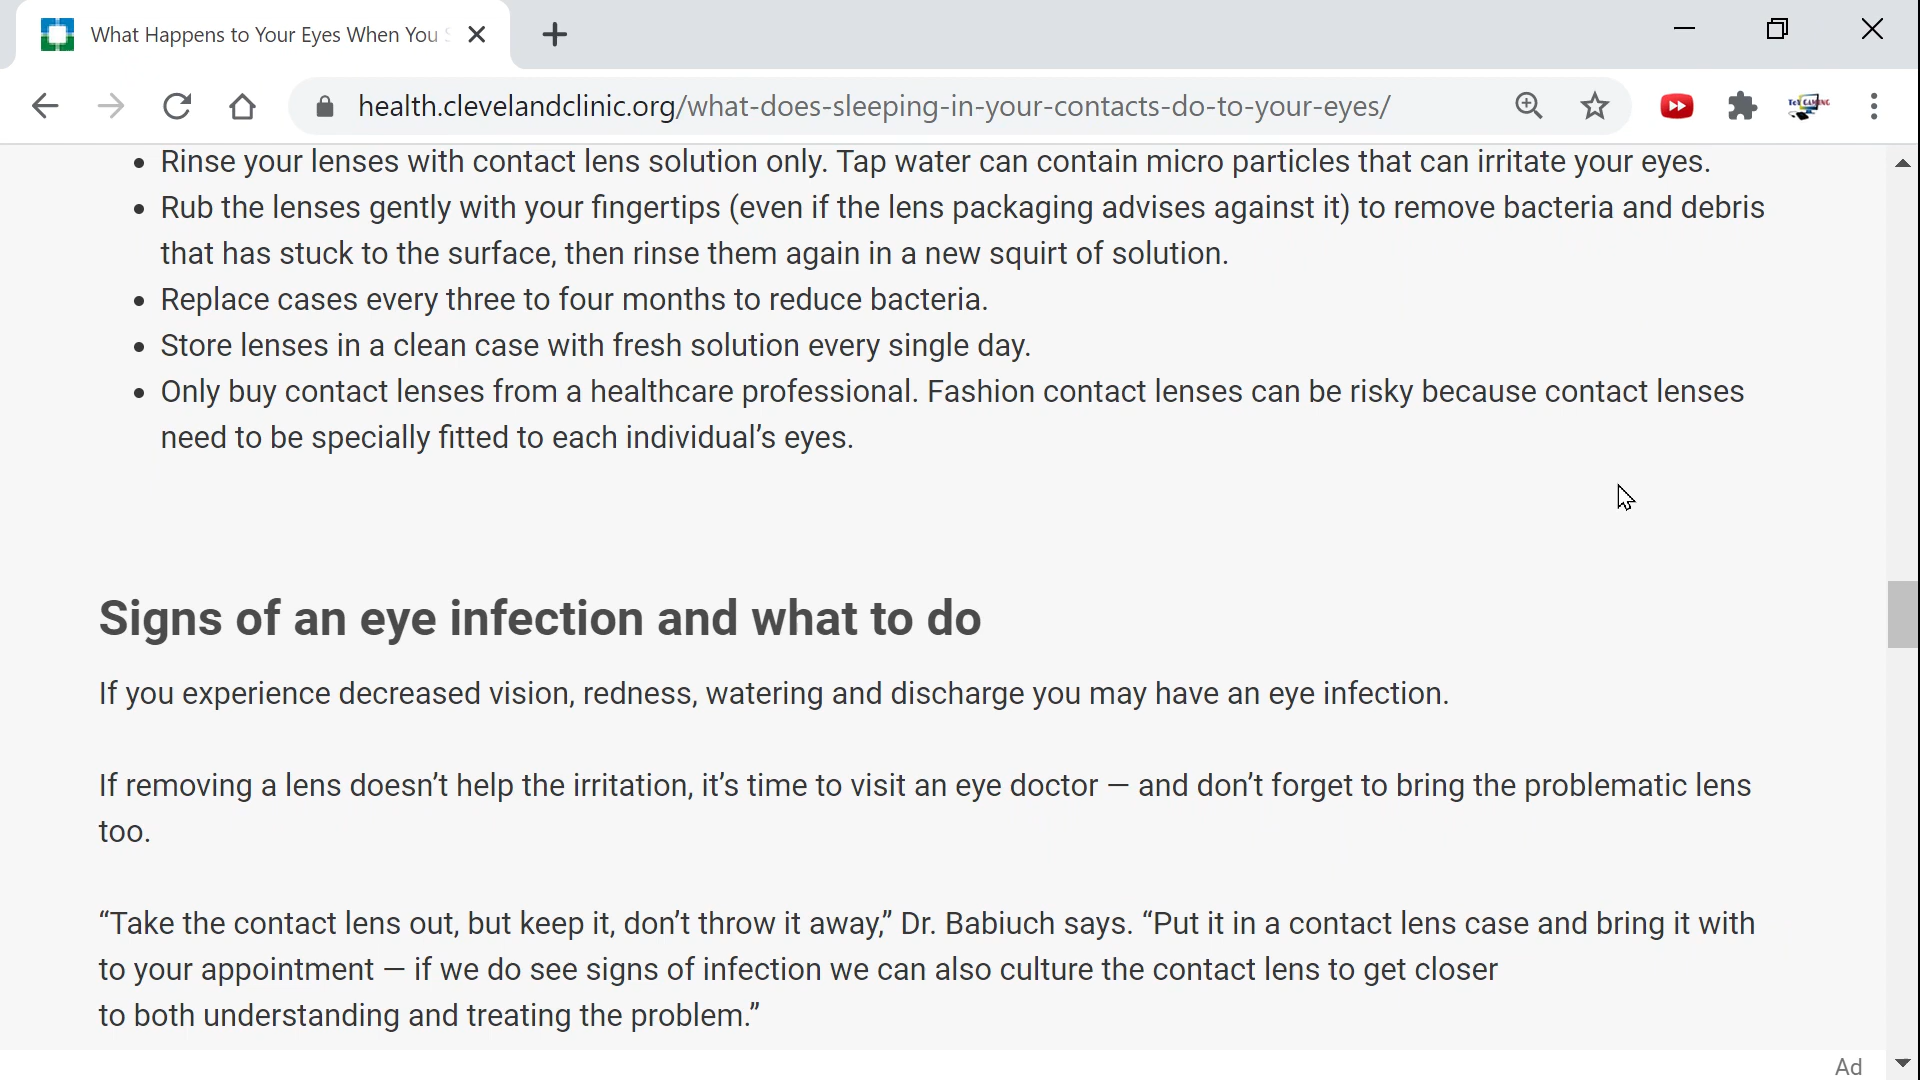 What Happens to Your Eyes When You S
health.clevelandclinic.org/what-does-sleeping-in-your-contacts-do-to-your-eyes/
• Rinse your lenses with contact lens solution only. Tap water can contain micro particles that can irritate your eyes.
• Rub the lenses gently with your fingertips (even if the lens packaging advises against it) to remove bacteria and debris
that has stuck to the surface, then rinse them again in a new squirt of solution.
• Replace cases every three to four months to reduce bacteria.
• Store lenses in a clean case with fresh solution every single day.
• Only buy contact lenses from a healthcare professional. Fashion contact lenses can be risky because contact lenses
need to be specially fitted to each individual’s eyes.
Signs of an eye infection and what to do
If you experience decreased vision, redness, watering and discharge you may have an eye infection.
If removing a lens doesn’t help the irritation, it’s time to visit an eye doctor — and don’t forget to bring the problematic lens
too.
“Take the contact lens out, but keep it, don’t throw it away,” Dr. Babiuch says. “Put it in a contact lens case and bring it with
to your appointment — if we do see signs of infection we can also culture the contact lens to get closer
to both understanding and treating the problem.”
Ad